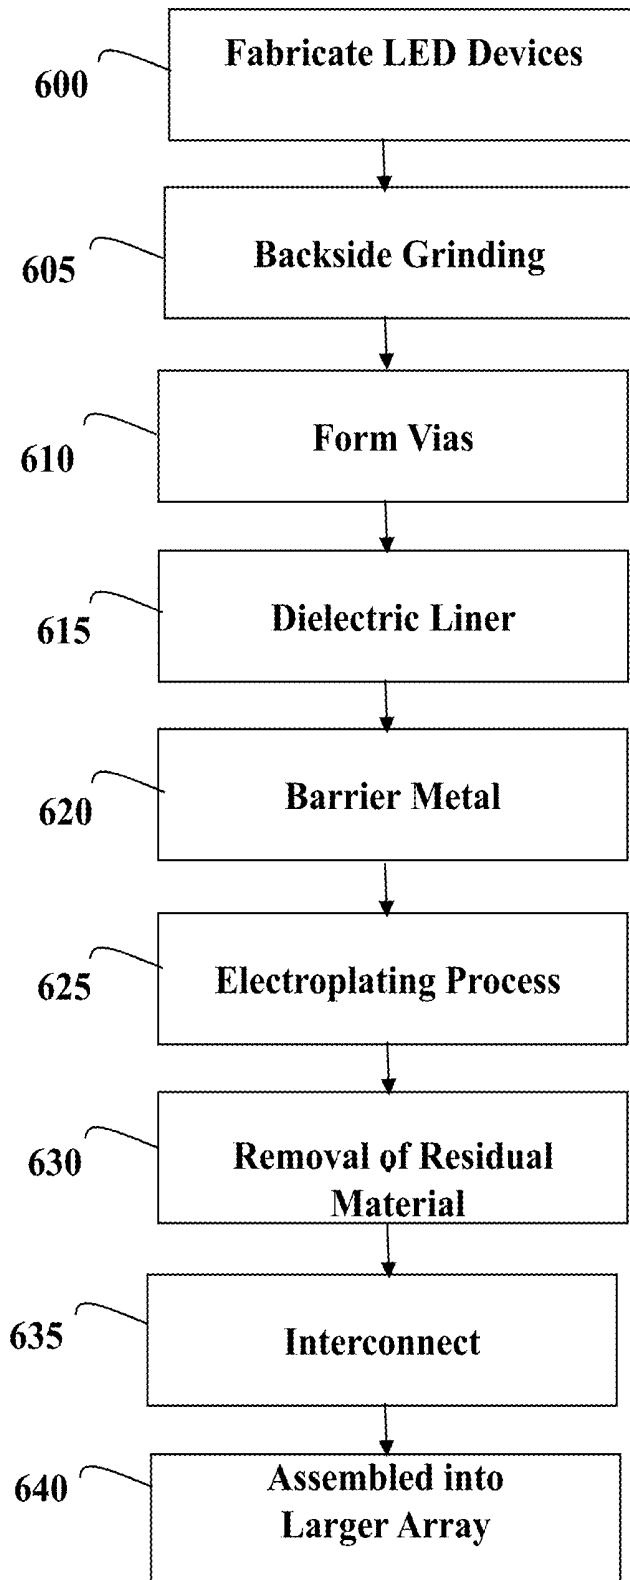 600
Fabricate LED Devices
605
Backside Grinding
610
Form Vias
615
Dielectric Liner
620
Barrier Metal
625
Electroplating Process
630
Removal of Residual
Material
635
Interconnect
640
Assembled into
Larger Array